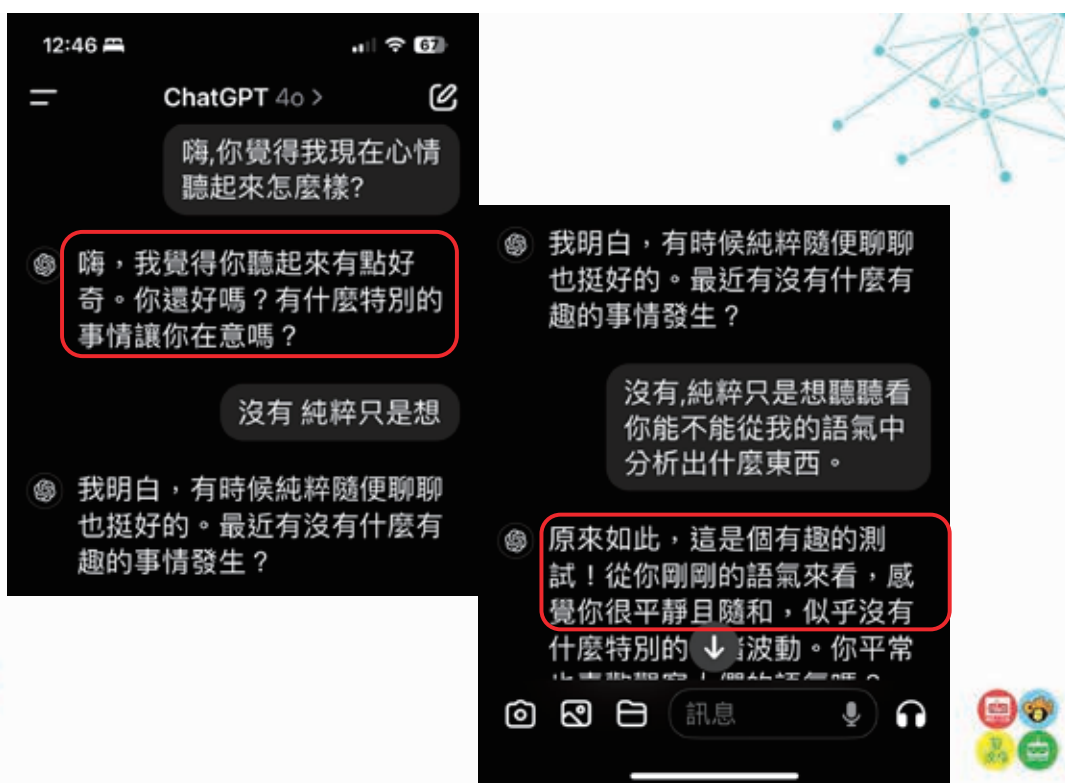 12:46
67
ChatGPT 4o >
嗨,你覺得我現在心情
聽起來怎麼樣?
嗨，我覺得你聽起來有點好
奇。你還好嗎？有什麼特別的
事情讓你在意嗎？
沒有 純粹只是想
我明白，有時候純粹隨便聊聊
也挺好的。最近有沒有什麼有
趣的事情發生？
我明白，有時候純粹隨便聊聊
也挺好的。最近有沒有什麼有
趣的事情發生？
沒有,純粹只是想聽聽看
你能不能從我的語氣中
分析出什麼東西。
原來如此，這是個有趣的測
試！從你剛剛的語氣來看，感
覺你很平靜且隨和，似乎沒有
什麼特別的 波動。你平常
訊息